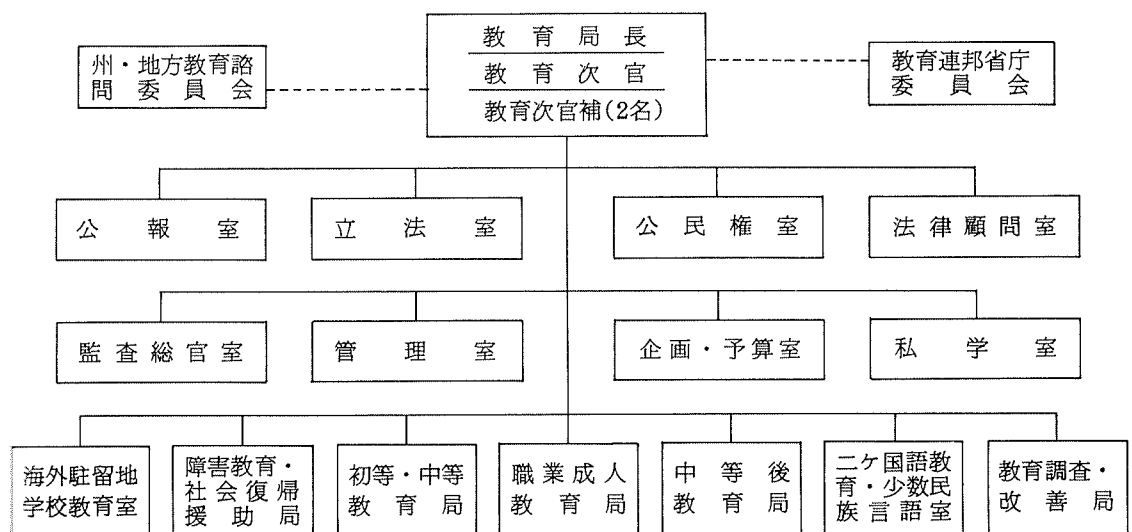 教育局長
教育次官
教育次官補(2名)
州・地方教育諮
問委員会
教育連邦省庁
委員会
公報室
立法室
公民権室
法律顧問室
監査総官室
管理室
企画・予算室
私学室
海外駐留地
学校教育室
障害教育・
社会復帰
援助局
初等・中等
教育局
職業成人
教育局
中等後
教育局
二ケ国語教
育・少数民
族言語室
教育調査・
改善局